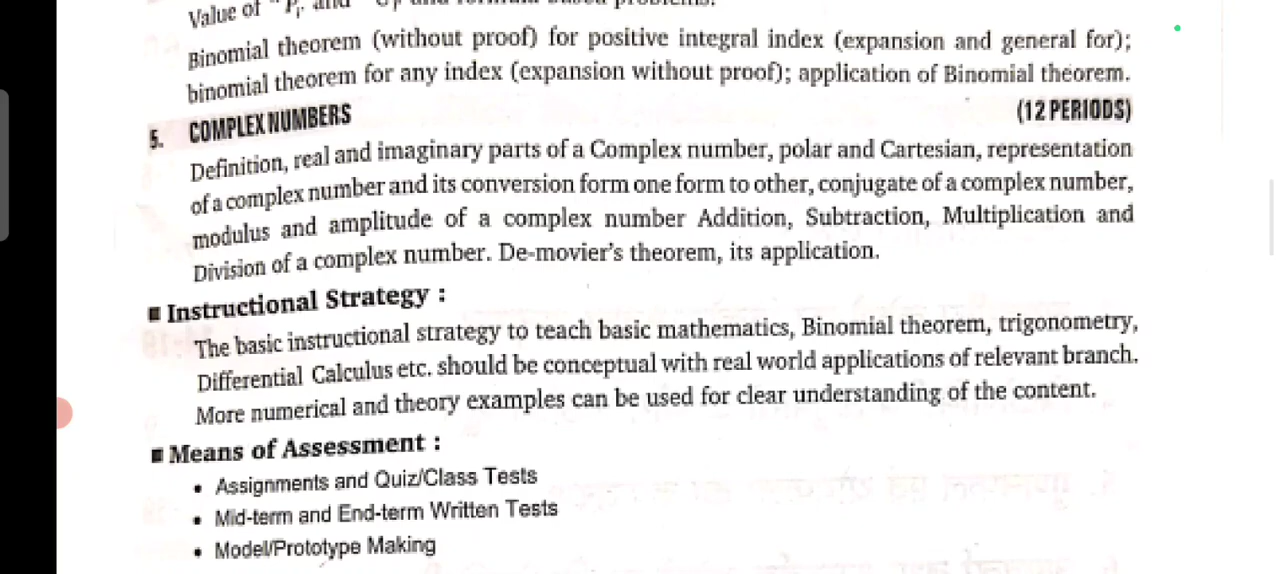 Value of
Binomial theorem (without proof) for positive integral index (expansion and general for);
binomial theorem for any index (expansion without proof); application of Binomial theorem.
5. COMPLEX NUMBERS (12 PERIODS)
Definition, real and imaginary parts of a Complex number, polar and Cartesian, representation
of a complex number and its conversion form one form to other, conjugate of a complex number,
modulus and amplitude of a complex number Addition, Subtraction, Multiplication and
Division of a complex number. De-movier's theorem, its application.
■ Instructional Strategy :
The basic instructional strategy to teach basic mathematics, Binomial theorem, trigonometry,
Differential Calculus etc. should be conceptual with real world applications of relevant branch.
More numerical and theory examples can be used for clear understanding of the content.
■ Means of Assessment :
• Assignments and Quiz/Class Tests
• Mid-term and End-term Written Tests
• Model/Prototype Making